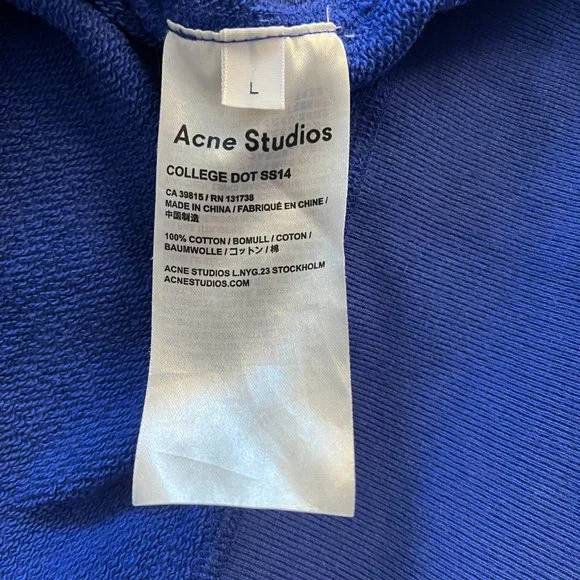 L
Acne Studios
COLLEGE DOT SS14
CA 39815 / RN 131738
MADE IN CHINA / FABRIQUÉ EN CHINE /
中国制造
100% COTTON / BOMULL / COTON /
BAUMWOLLE / コットン / 棉
ACNE STUDIOS L.NYG.23 STOCKHOLM
ACNESTUDIOS.COM